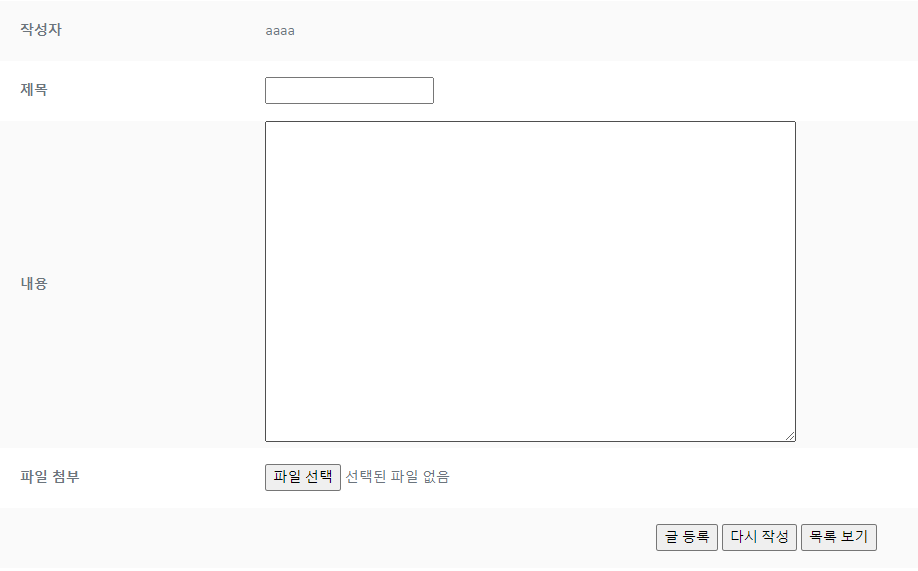 작성자 aaaa
제목
내용
파일 첨부 파일 선택 선택된 파일 없음
글 등록 다시 작성 목록 보기